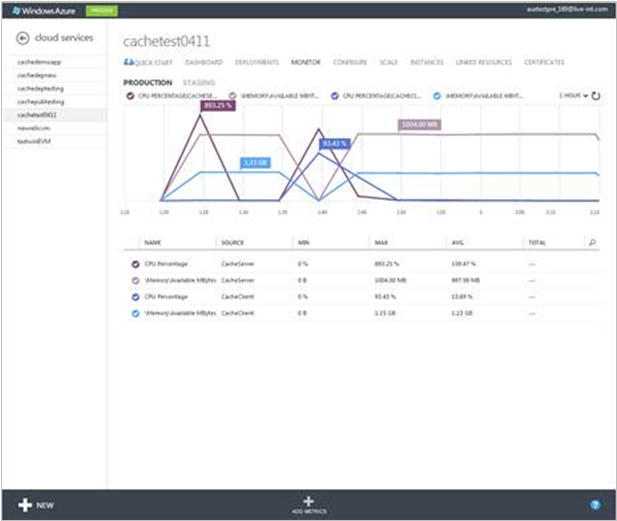 Windows Azure PREVIEW
cloud services
cachedemoapp
cachedepnew
cachedeptesting
cachepubtesting
cachetest0411
cachetest0411
QUICK START DASHBOARD DEPLOYMENTS MONITOR CONFIGURE SCALE INSTANCES LINKED RESOURCES CERTIFICATES
PRODUCTION STAGING
CPU PERCENTAGE(CACHESE... \MEMORY\AVAILABLE MBYT... CPU PERCENTAGE(CACHECL... \MEMORY\AVAILABLE MBYT... 1 HOUR
893.25 %
1004.00 MB
93.43 %
1.15 GB
NAME SOURCE MIN MAX AVG TOTAL
CPU Percentage CacheServer 0 % 893.25 % 109.47 % —
\Memory\Available MBytes CacheServer 0 B 1004.00 MB 987.99 MB —
CPU Percentage CacheClient 0 % 93.43 % 13.69 % —
\Memory\Available MBytes CacheClient 0 B 1.15 GB 1.13 GB —
NEW
ADD METRICS
?